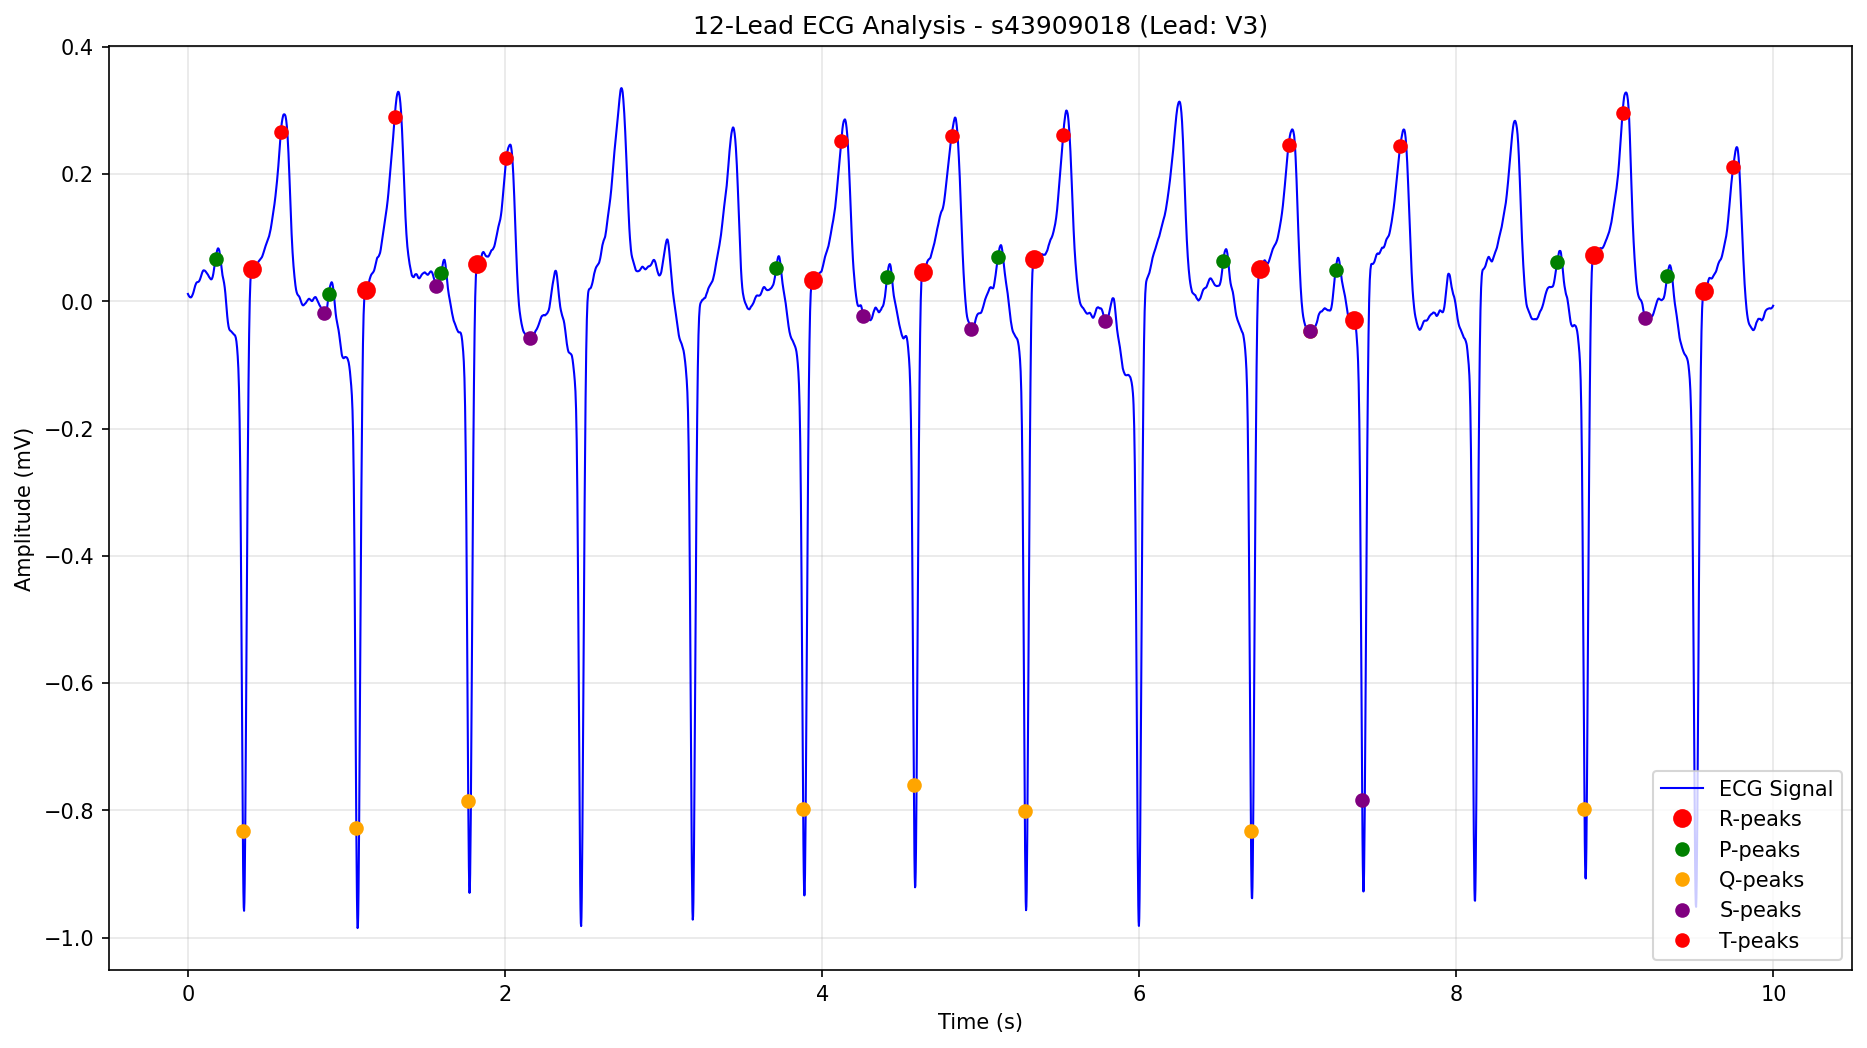 12-Lead ECG Analysis - s43909018 (Lead: V3)
Amplitude (mV)
0.4
0.2
0.0
−0.2
−0.4
−0.6
−0.8
−1.0
ECG Signal
R-peaks
P-peaks
Q-peaks
S-peaks
T-peaks
0 2 4 6 8 10
Time (s)